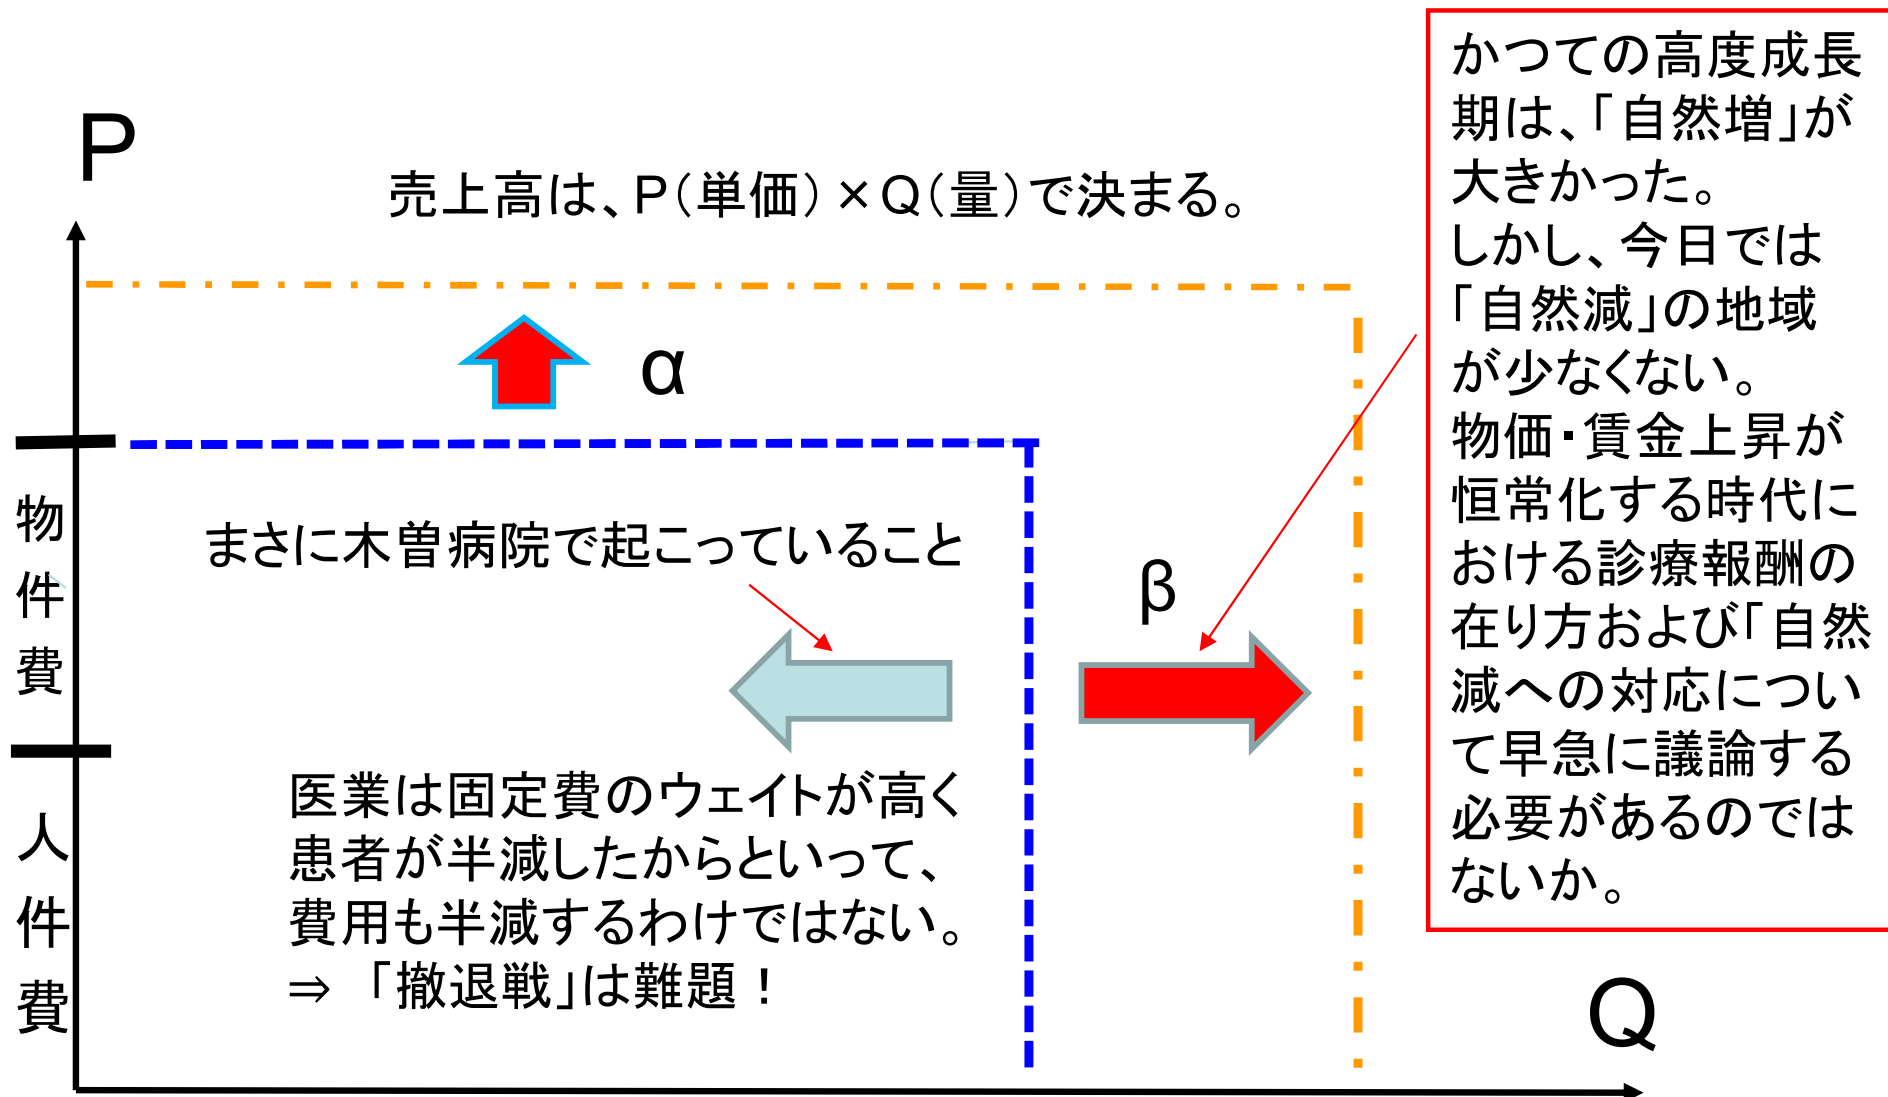 P
売上高は、P(単価)×Q(量)で決まる。
α
物件費
人件費
まさに木曽病院で起こっていること
β
医業は固定費のウェイトが高く
患者が半減したからといって、
費用も半減するわけではない。
⇒ 「撤退戦」は難題！
かつての高度成長
期は、「自然増」が
大きかった。
しかし、今日では
「自然減」の地域
が少なくない。
物価・賃金上昇が
恒常化する時代に
おける診療報酬の
在り方および「自然
減への対応につい
て早急に議論する
必要があるのでは
ないか。
Q